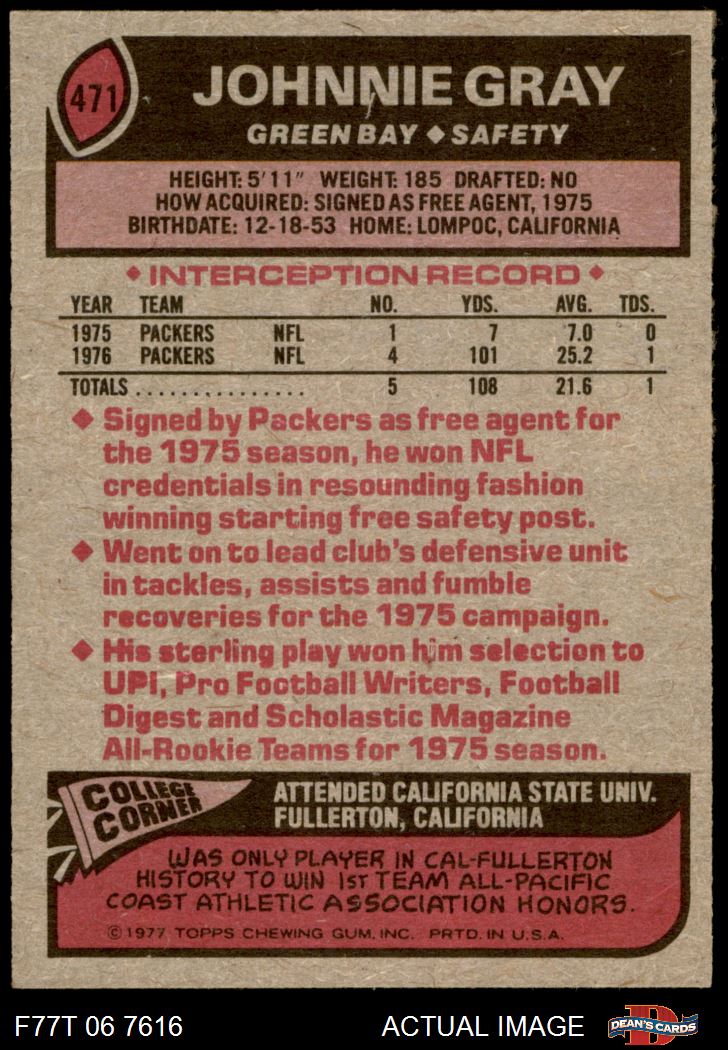 471
JOHNNIE GRAY
GREEN BAY ◆ SAFETY
HEIGHT: 5'11" WEIGHT: 185 DRAFTED: NO
HOW ACQUIRED: SIGNED AS FREE AGENT, 1975
BIRTHDATE: 12-18-53 HOME: LOMPOC, CALIFORNIA
◆ INTERCEPTION RECORD ◆
YEAR TEAM NO. YDS. AVG. TDS.
1975 PACKERS NFL 1 7 7.0 0
1976 PACKERS NFL 4 101 25.2 1
TOTALS ............... 5 108 21.6 1
◆ Signed by Packers as free agent for
the 1975 season, he won NFL
credentials in resounding fashion
winning starting free safety post.
◆ Went on to lead club's defensive unit
in tackles, assists and fumble
recoveries for the 1975 campaign.
◆ His sterling play won him selection to
UPI, Pro Football Writers, Football
Digest and Scholastic Magazine
All-Rookie Teams for 1975 season.
COLLEGE
CORNER
ATTENDED CALIFORNIA STATE UNIV.
FULLERTON, CALIFORNIA
WAS ONLY PLAYER IN CAL-FULLERTON
HISTORY TO WIN 1ST TEAM ALL-PACIFIC
COAST ATHLETIC ASSOCIATION HONORS.
© 1977 TOPPS CHEWING GUM, INC. PRTD. IN U.S.A.
F77T 06 7616
ACTUAL IMAGE
D
DEAN'S CARDS